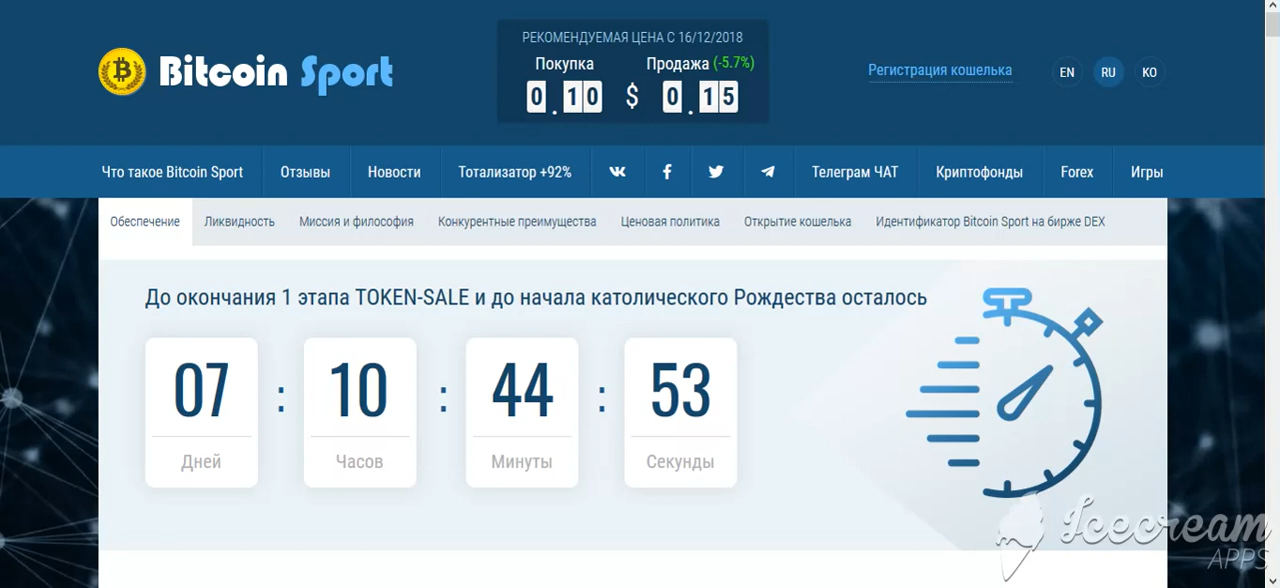 Bitcoin Sport
РЕКОМЕНДУЕМАЯ ЦЕНА С 16/12/2018
Покупка Продажа (-5.7%)
0.10 $ 0.15
Регистрация кошелька
EN RU KO
Что такое Bitcoin Sport Отзывы Новости Тотализатор +92% Телеграм ЧАТ Криптофонды Forex Игры
Обеспечение Ликвидность Миссия и философия Конкурентные преимущества Ценовая политика Открытие кошелька Идентификатор Bitcoin Sport на бирже DEX
До окончания 1 этапа TOKEN-SALE и до начала католического Рождества осталось
07 : 10 : 44 : 53
Дней Часов Минуты Секунды
Icecream
APPS